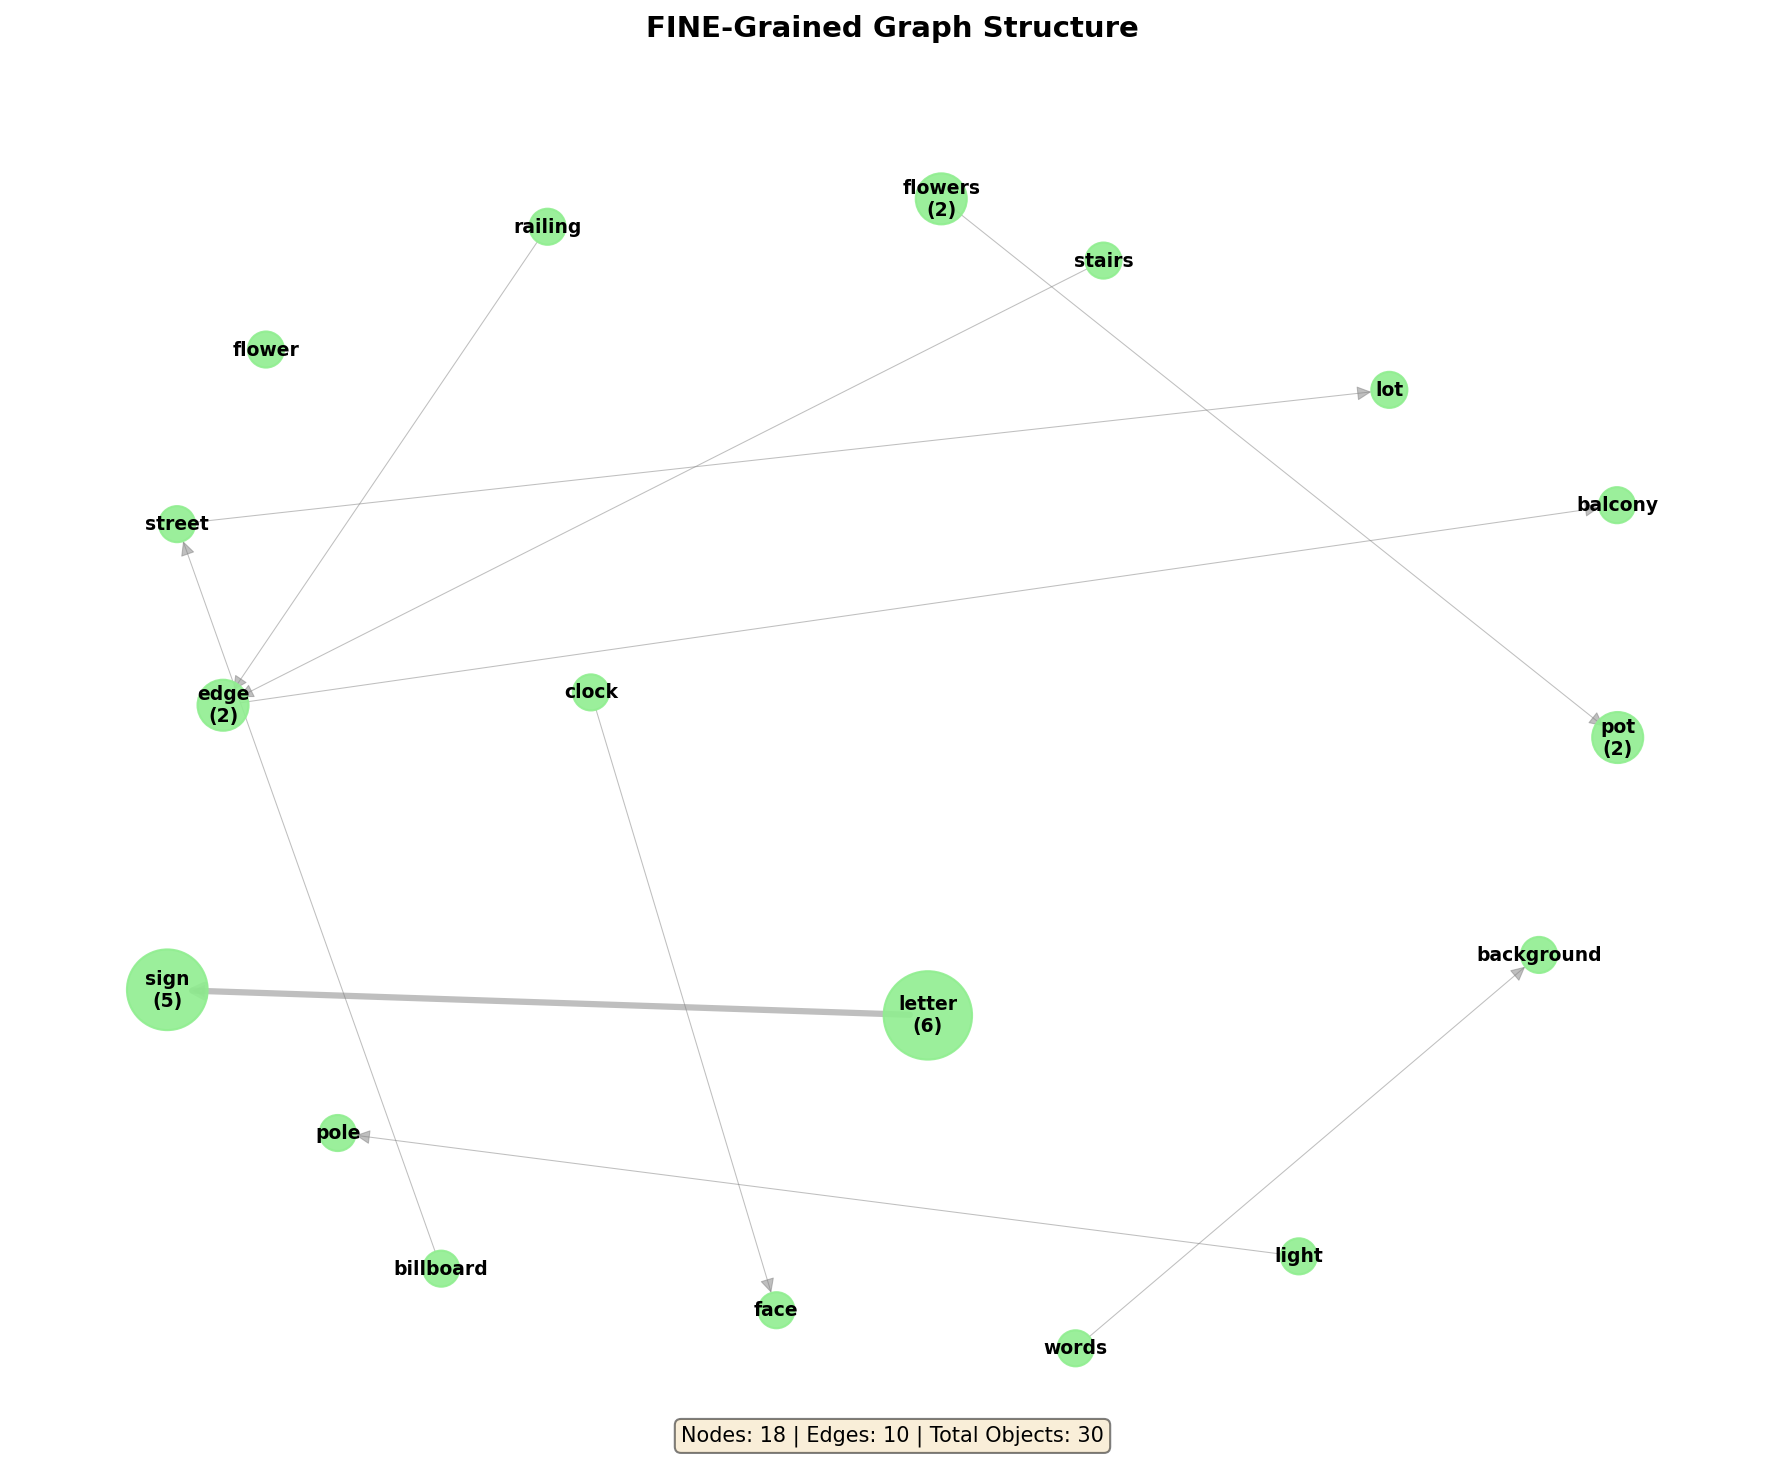 FINE-Grained Graph Structure
flowers
(2)
railing
stairs
flower
lot
balcony
street
edge
(2)
clock
pot
(2)
background
sign
(5)
letter
(6)
pole
light
billboard
face
words
Nodes: 18 | Edges: 10 | Total Objects: 30